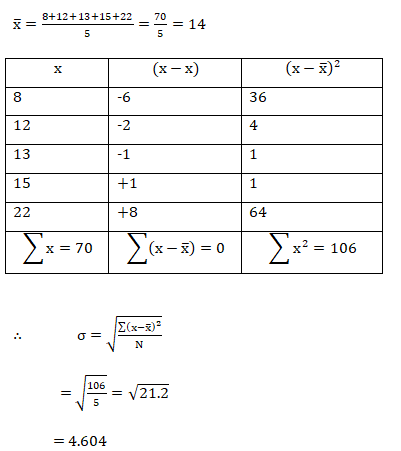 x̄ = (8+12+13+15+22)/5 = 70/5 = 14
x (x − x) (x − x̄)²
8 -6 36
12 -2 4
13 -1 1
15 +1 1
22 +8 64
∑x = 70 ∑(x − x̄) = 0 ∑x² = 106
∴ σ = √(∑(x−x̄)²/N)
= √(106/5) = √21.2
= 4.604